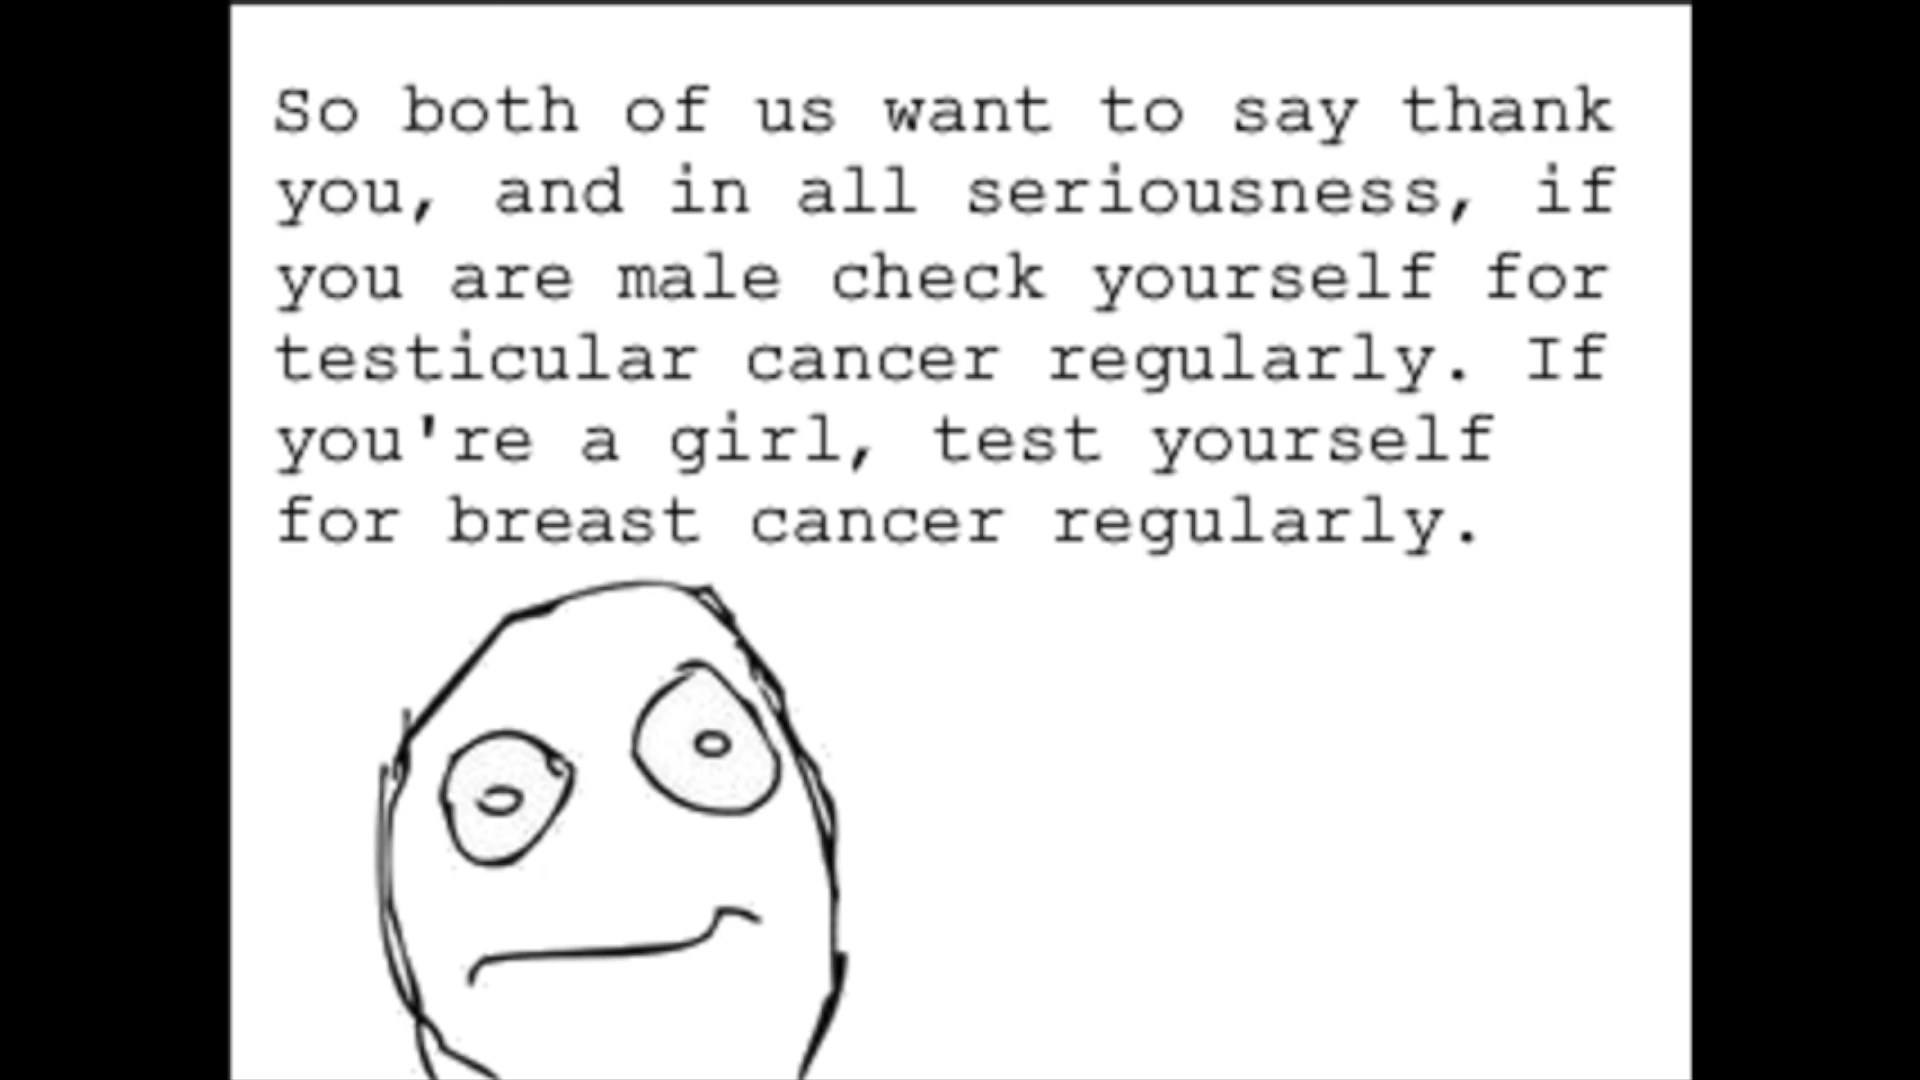 So both of us want to say thank
you, and in all seriousness, if
you are male check yourself for
testicular cancer regularly. If
you're a girl, test yourself
for breast cancer regularly.